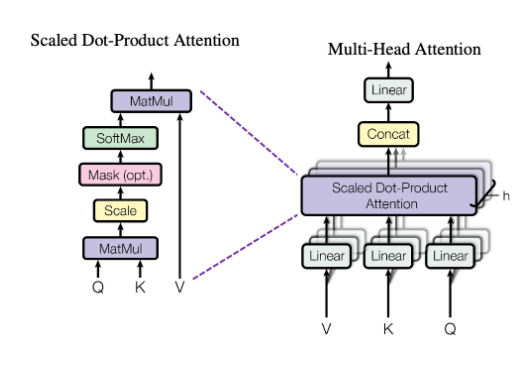 Scaled Dot-Product Attention
MatMul
SoftMax
Mask (opt.)
Scale
MatMul
Q K V
Multi-Head Attention
Linear
Concat
Scaled Dot-Product
Attention
h
Linear Linear Linear
V K Q